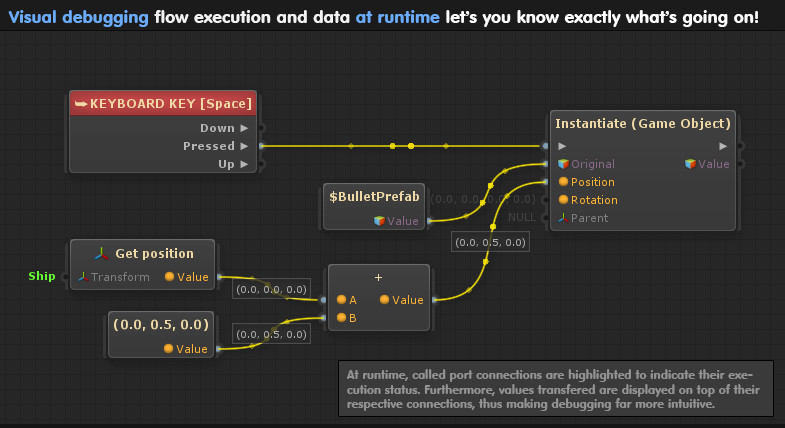 Visual debugging flow execution and data at runtime let's you know exactly what's going on!
KEYBOARD KEY [Space]
Down
Pressed
Up
Instantiate (Game Object)
Original
Value
Position
Rotation
Parent
$BulletPrefab
Value
(0.0, 0.0, 0.0, 0.0)
NULL
(0.0, 0.5, 0.0)
Get position
Ship
Transform
Value
(0.0, 0.0, 0.0)
+
A
Value
B
(0.0, 0.5, 0.0)
Value
(0.0, 0.5, 0.0)
At runtime, called port connections are highlighted to indicate their exe-
cution status. Furthermore, values transfered are displayed on top of their
respective connections, thus making debugging far more intuitive.